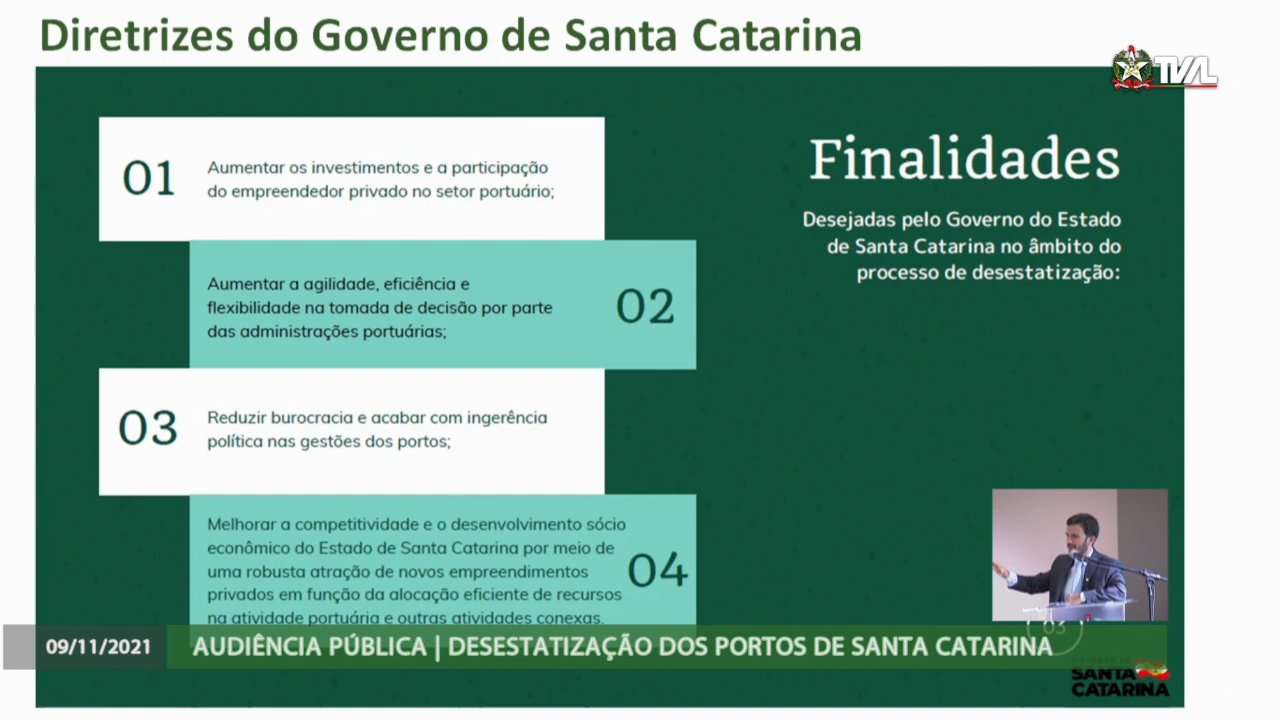 Diretrizes do Governo de Santa Catarina
TVAL
01
Aumentar os investimentos e a participação
do empreendedor privado no setor portuário;
Finalidades
Desejadas pelo Governo do Estado
de Santa Catarina no âmbito do
processo de desestatização:
Aumentar a agilidade, eficiência e
flexibilidade na tomada de decisão por parte
das administrações portuárias;
02
03
Reduzir burocracia e acabar com ingerência
política nas gestões dos portos;
Melhorar a competitividade e o desenvolvimento sócio
econômico do Estado de Santa Catarina por meio de
uma robusta atração de novos empreendimentos
privados em função da alocação eficiente de recursos
na atividade portuária e outras atividades conexas.
04
03
09/11/2021
AUDIÊNCIA PÚBLICA | DESESTATIZAÇÃO DOS PORTOS DE SANTA CATARINA
SANTA
CATARINA